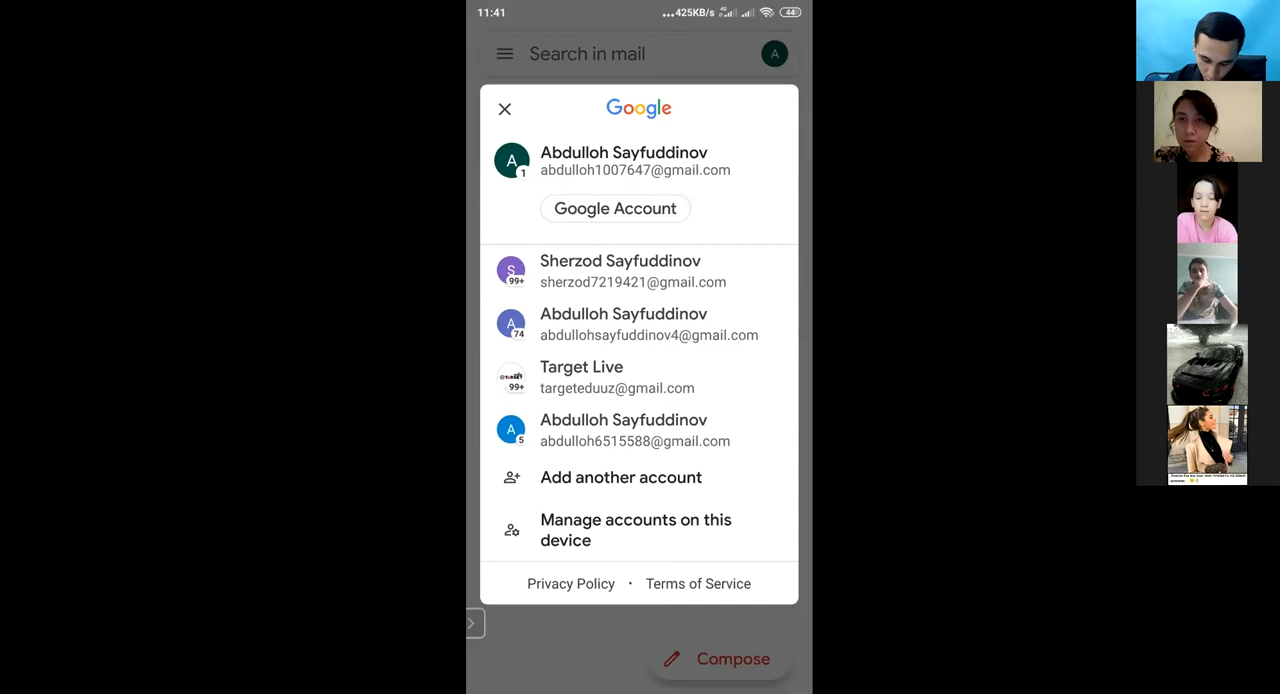 11:41
...425KB/s 4G 44
Search in mail
A
Google
A
1
Abdulloh Sayfuddinov
abdulloh1007647@gmail.com
Google Account
S
99+
Sherzod Sayfuddinov
sherzod7219421@gmail.com
A
74
Abdulloh Sayfuddinov
abdullohsayfuddinov4@gmail.com
99+
Target Live
targeteduuz@gmail.com
A
5
Abdulloh Sayfuddinov
abdulloh6515588@gmail.com
Add another account
Manage accounts on this
device
Privacy Policy • Terms of Service
Compose